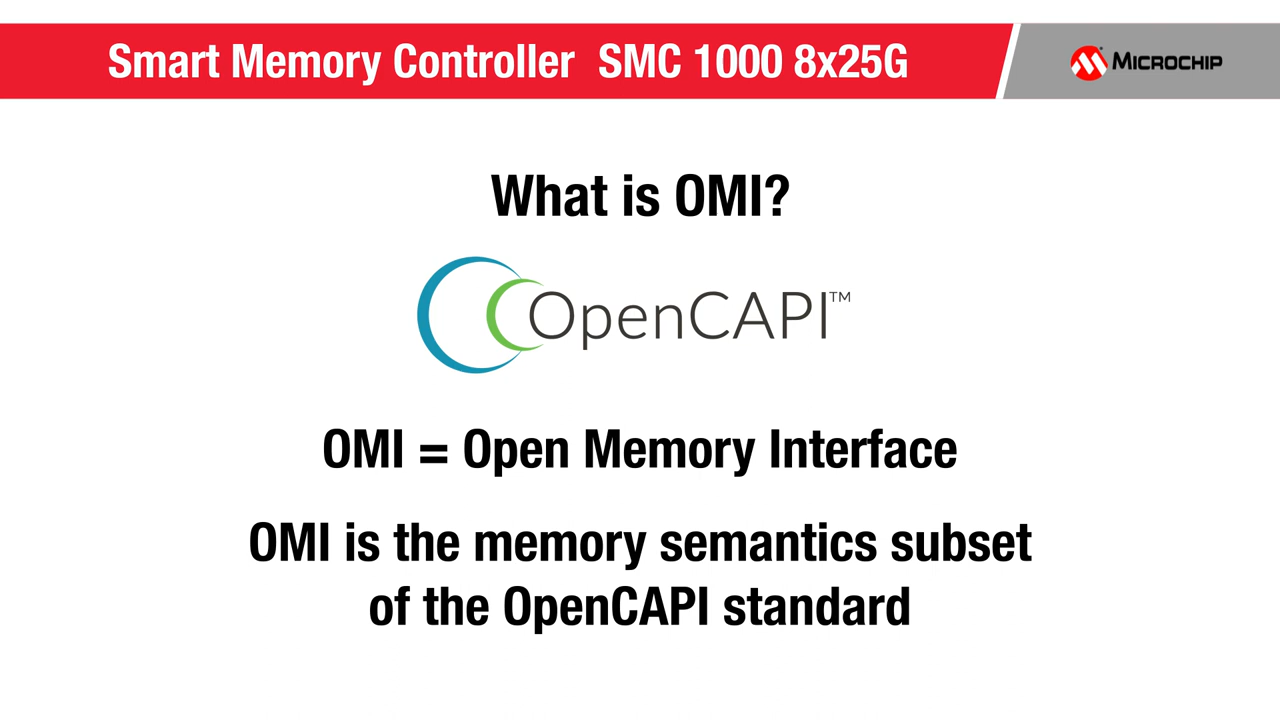 Smart Memory Controller  SMC 1000 8x25G
MICROCHIP
What is OMI?
OpenCAPI™
OMI = Open Memory Interface
OMI is the memory semantics subset
of the OpenCAPI standard